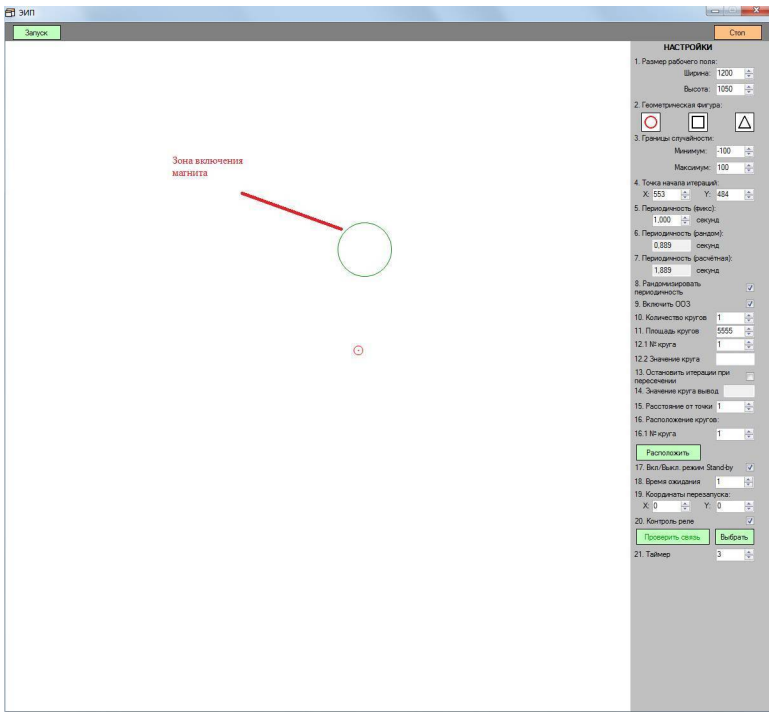 ЭИП
Запуск
Стоп
НАСТРОЙКИ
1. Размер рабочего поля:
Ширина: 1200
Высота: 1050
2. Геометрическая фигура:
3. Границы случайности:
Минимум: -100
Максимум: 100
4. Точка начала итераций:
X: 553 Y: 484
5. Периодичность (фикс):
1,000 секунд
6. Периодичность (рандом):
0,889 секунд
7. Периодичность (расчётная):
1,889 секунд
8. Рандомизировать
периодичность
9. Включить ООЗ
10. Количество кругов 1
11. Площадь кругов 5555
12.1 № круга 1
12.2 Значение круга
13. Остановить итерации при
пересечении
14. Значение круга вывод
15. Расстояние от точки 1
16. Расположение кругов:
16.1 № круга 1
Расположить
17. Вкл/Выкл. режим Stand-by
18. Время ожидания 1
19. Координаты перезапуска:
X: 0 Y: 0
20. Контроль реле
Проверить связь Выбрать
21. Таймер 3
Зона включения
магнита